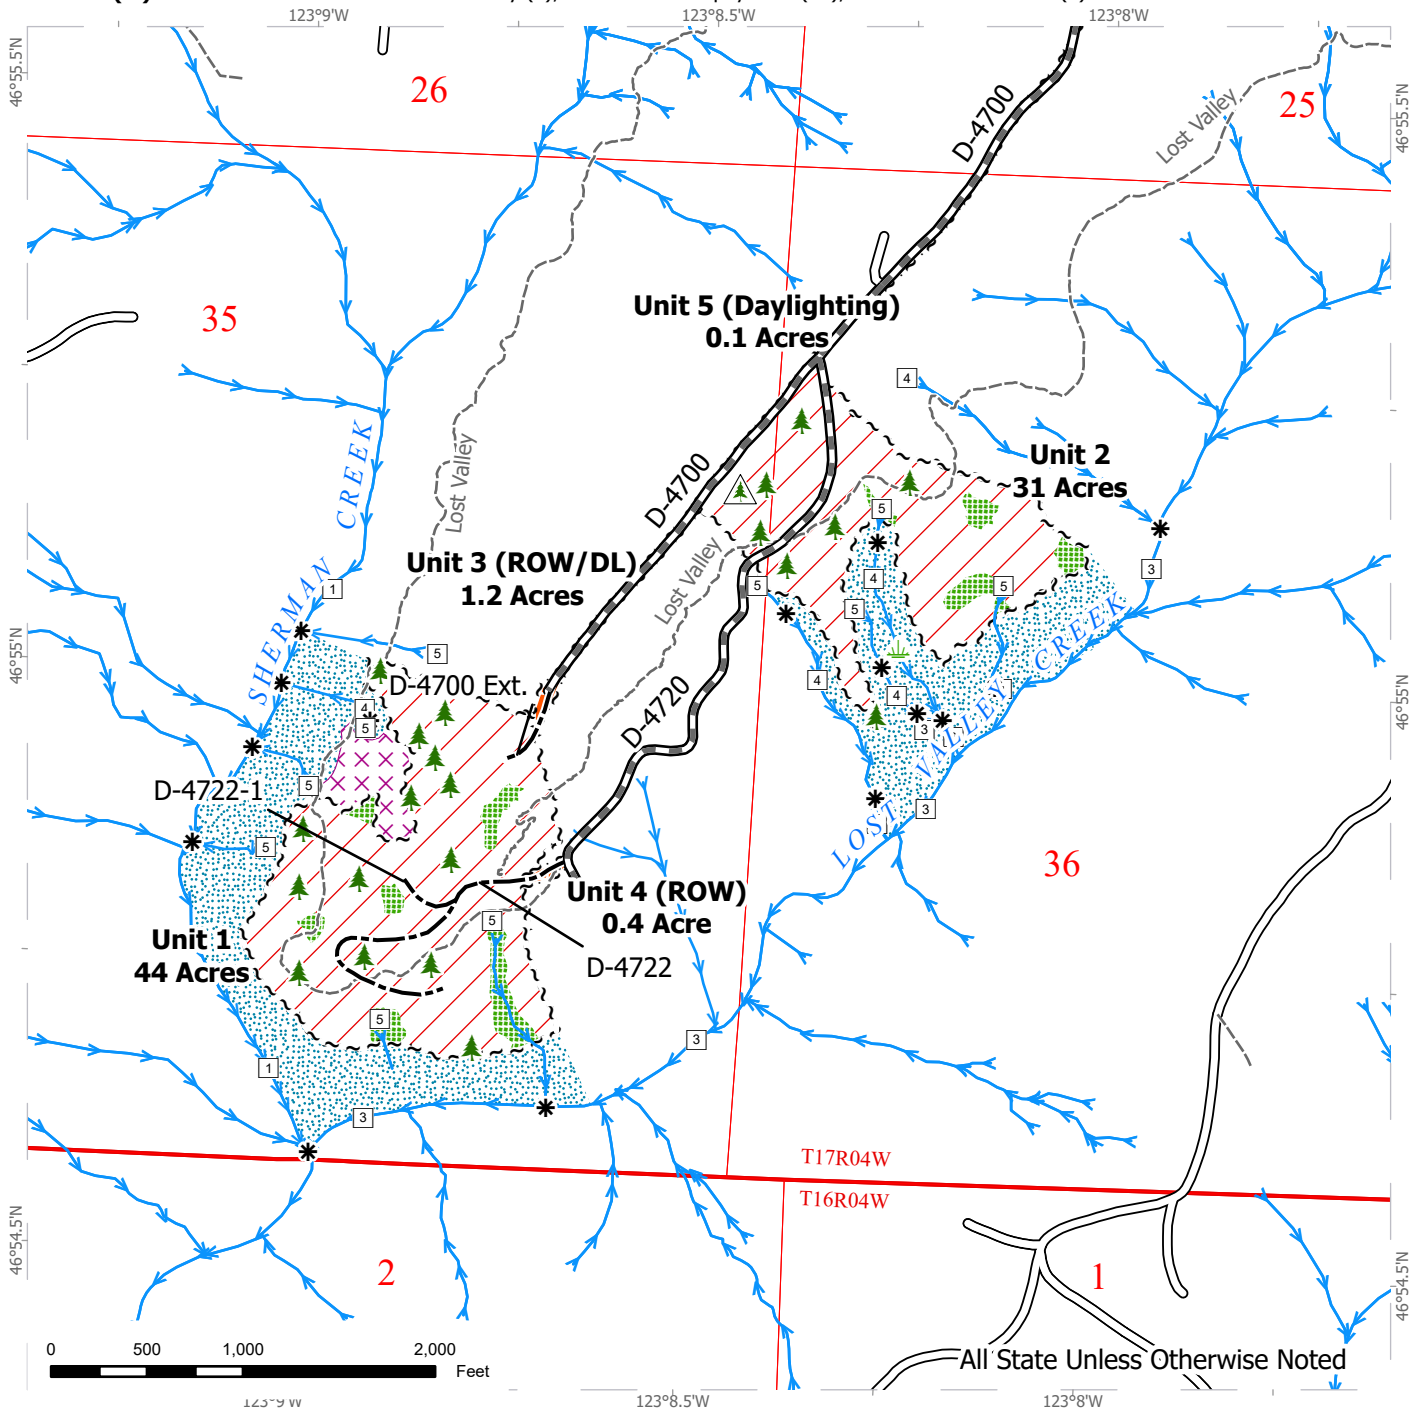 123°9'W
123°8.5'W
123°8'W
46°55.5'N
46°55.5'N
26
25
D-4700
Lost Valley
35
Unit 5 (Daylighting)
0.1 Acres
4
SHERMAN CREEK
Lost Valley
D-4700
Unit 2
31 Acres
5
Unit 3 (ROW/DL)
1.2 Acres
Lost Valley
1
5
4
5
5
3
5
46°55'N
46°55'N
D-4700 Ext.
4
5
D-4720
4
4
3
LOST VALLEY CREEK
D-4722-1
5
3
5
36
Unit 4 (ROW)
0.4 Acre
Unit 1
44 Acres
5
D-4722
5
3
1
3
T17R04W
T16R04W
46°54.5'N
46°54.5'N
2
1
0 500 1,000 2,000
Feet
All State Unless Otherwise Noted
123°9'W
123°8.5'W
123°8'W